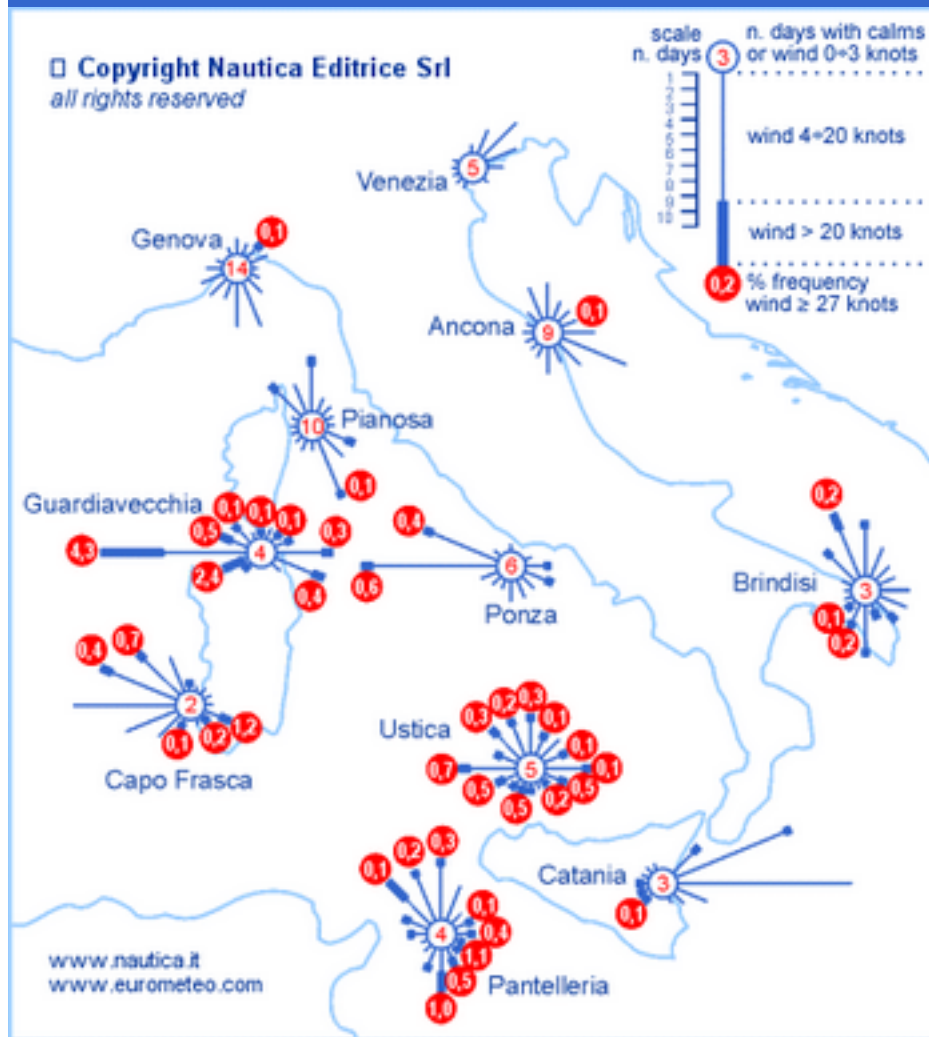 □ Copyright Nautica Editrice Srl
all rights reserved
scale
n. days
n. days with calms
or wind 0÷3 knots
3
1
2
3
4
5
6
7
8
9
10
wind 4÷20 knots
wind > 20 knots
0,2
% frequency
wind ≥ 27 knots
Venezia
5
Genova
0,1
14
Ancona
0,1
9
Pianosa
10
0,1
Guardiavecchia
0,1
0,1
0,1
0,5
0,3
4,3
4
2,4
0,4
0,4
6
0,6
Ponza
0,2
Brindisi
3
0,1
0,2
0,7
0,4
2
0,1
0,2
1,2
Capo Frasca
Ustica
0,3
0,2
0,3
0,1
0,1
0,7
5
0,1
0,5
0,5
0,2
0,5
Catania
3
0,1
0,1
0,2
0,3
0,1
4
0,4
1,1
0,5
1,0
Pantelleria
www.nautica.it
www.eurometeo.com